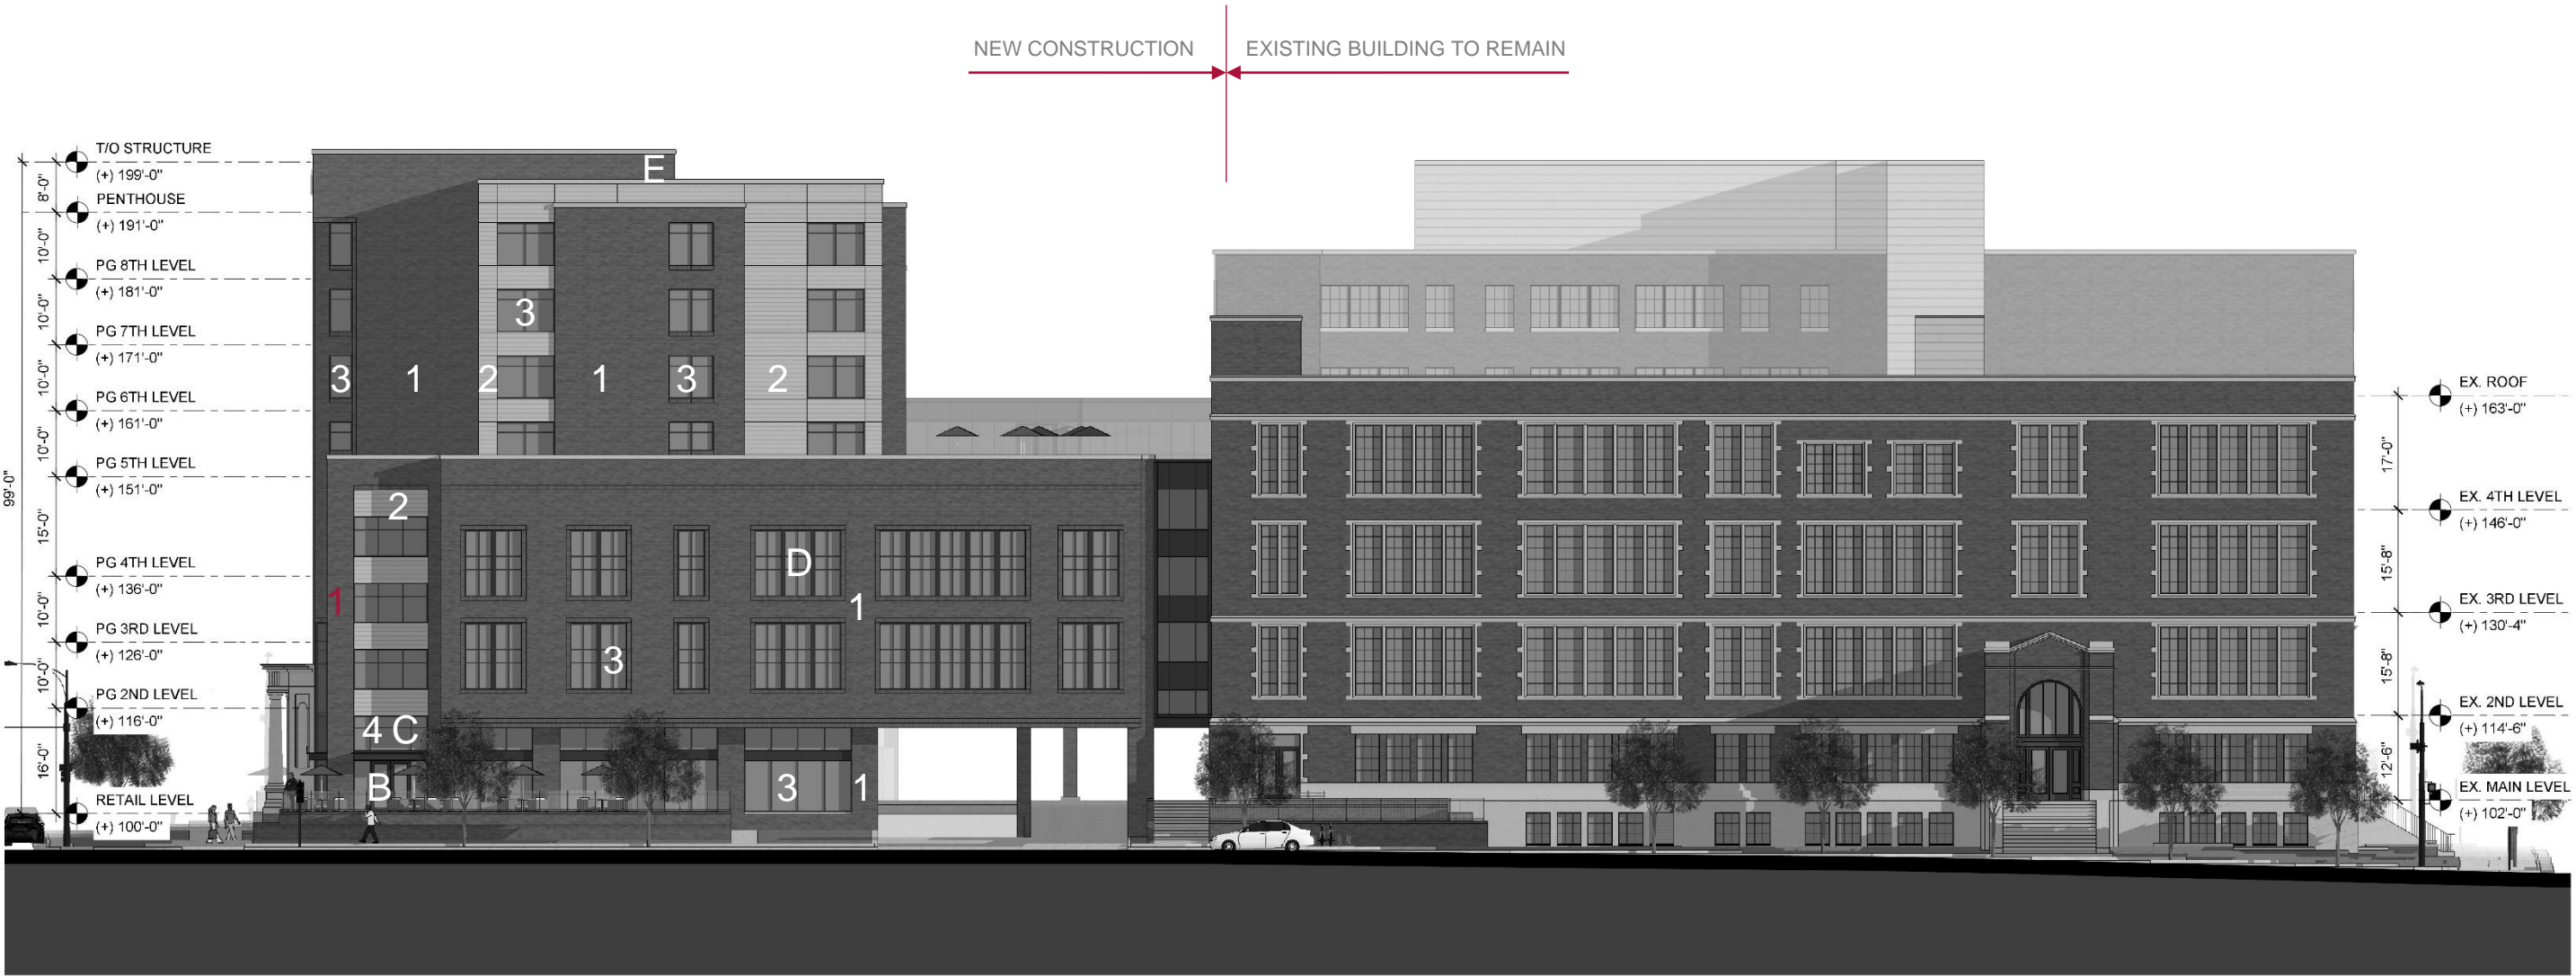 NEW CONSTRUCTION
EXISTING BUILDING TO REMAIN
T/O STRUCTURE
(+) 199'-0"
PENTHOUSE
(+) 191'-0"
PG 8TH LEVEL
(+) 181'-0"
PG 7TH LEVEL
(+) 171'-0"
PG 6TH LEVEL
(+) 161'-0"
PG 5TH LEVEL
(+) 151'-0"
PG 4TH LEVEL
(+) 136'-0"
PG 3RD LEVEL
(+) 126'-0"
PG 2ND LEVEL
(+) 116'-0"
RETAIL LEVEL
(+) 100'-0"
99'-0"
8'-0"
10'-0"
10'-0"
10'-0"
10'-0"
15'-0"
10'-0"
10'-0"
16'-0"
E
3
3
1
2
1
3
2
2
D
1
1
3
4 C
B
3
1
EX. ROOF
(+) 163'-0"
EX. 4TH LEVEL
(+) 146'-0"
EX. 3RD LEVEL
(+) 130'-4"
EX. 2ND LEVEL
(+) 114'-6"
EX. MAIN LEVEL
(+) 102'-0"
17'-0"
15'-8"
15'-8"
12'-6"